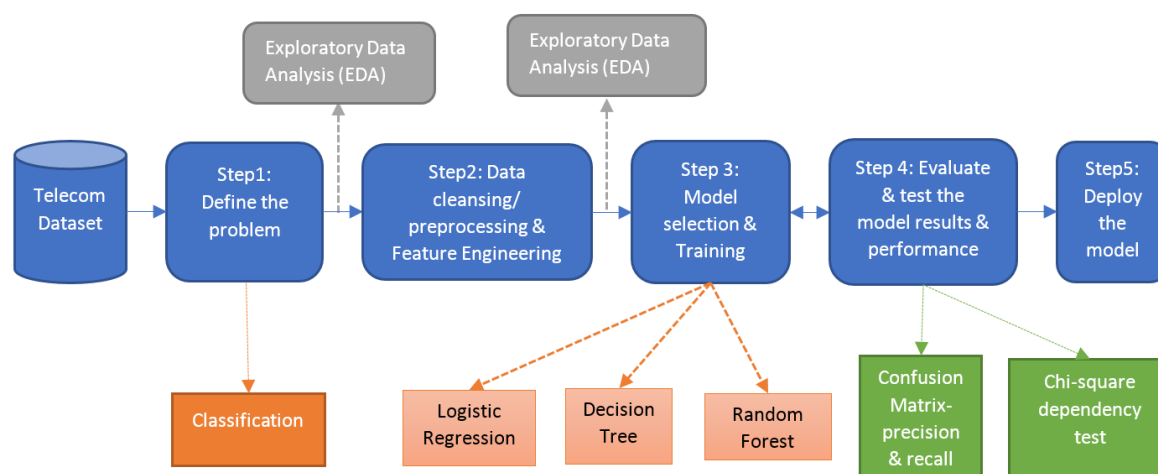 Exploratory Data
Analysis (EDA)
Exploratory Data
Analysis (EDA)
Telecom
Dataset
Step1:
Define the
problem
Step2: Data
cleansing/
preprocessing &
Feature Engineering
Step 3:
Model
selection &
Training
Step 4: Evaluate
& test the
model results &
performance
Step5:
Deploy
the
model
Classification
Logistic
Regression
Decision
Tree
Random
Forest
Confusion
Matrix-
precision
& recall
Chi-square
dependency
test